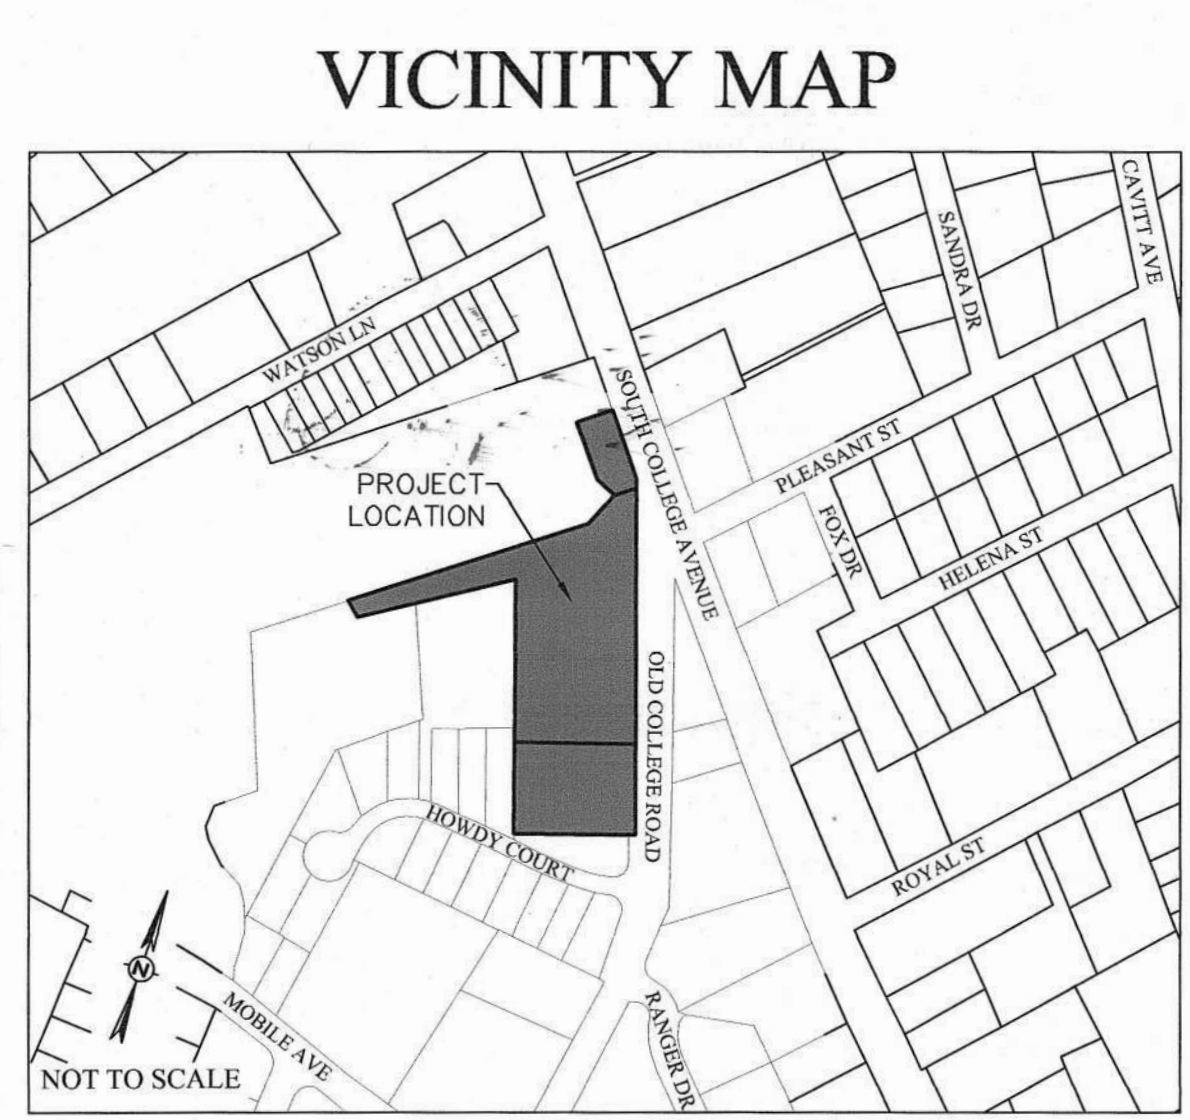 VICINITY MAP
CAVITT AVE
SANDRA DR
WATSON LN
SOUTH COLLEGE AVENUE
PLEASANT ST
PROJECT
LOCATION
FOX DR
HELENA ST
OLD COLLEGE ROAD
HOWDY COURT
ROYAL ST
N
MOBILE AVE
RANGER DR
NOT TO SCALE